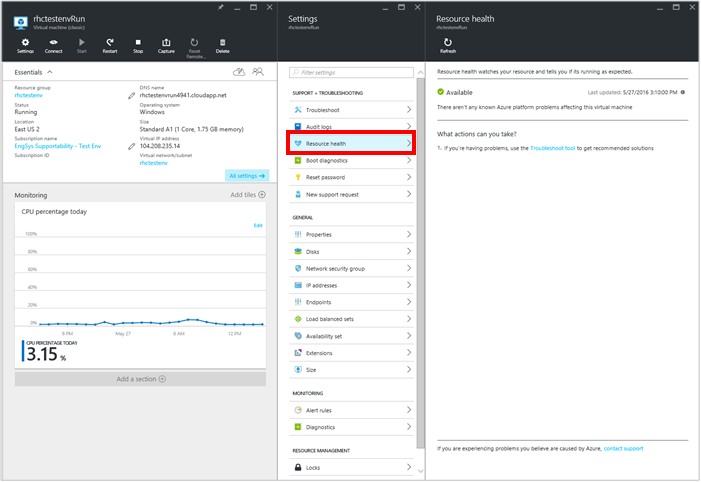 rhctestenvRun
Virtual machine (classic)
Settings
Connect
Start
Restart
Stop
Capture
Reset
Remote...
Delete
Essentials
Resource group
rhctestenv
Status
Running
Location
East US 2
Subscription name
EngSys Supportability - Test Env
Subscription ID
DNS name
rhctestenvrun4941.cloudapp.net
Operating system
Windows
Size
Standard A1 (1 Core, 1.75 GB memory)
Virtual IP address
104.208.235.14
Virtual network/subnet
rhctestenv
All settings →
Monitoring
Add tiles
CPU percentage today
Edit
100%
80%
60%
40%
20%
0%
6 PM
May 27
6 AM
12 PM
CPU PERCENTAGE TODAY
3.15 %
Add a section
Settings
rhctestenvRun
Filter settings
SUPPORT + TROUBLESHOOTING
Troubleshoot
Audit logs
Resource health
Boot diagnostics
Reset password
New support request
GENERAL
Properties
Disks
Network security group
IP addresses
Endpoints
Load balanced sets
Availability set
Extensions
Size
MONITORING
Alert rules
Diagnostics
RESOURCE MANAGEMENT
Locks
Resource health
rhctestenvRun
Refresh
Resource health watches your resource and tells you if its running as expected.
Available
Last updated: 5/27/2016 3:10:00 PM
There aren't any known Azure platform problems affecting this virtual machine
What actions can you take?
1. If you're having problems, use the Troubleshoot tool to get recommended solutions
If you are experiencing problems you believe are caused by Azure, contact support